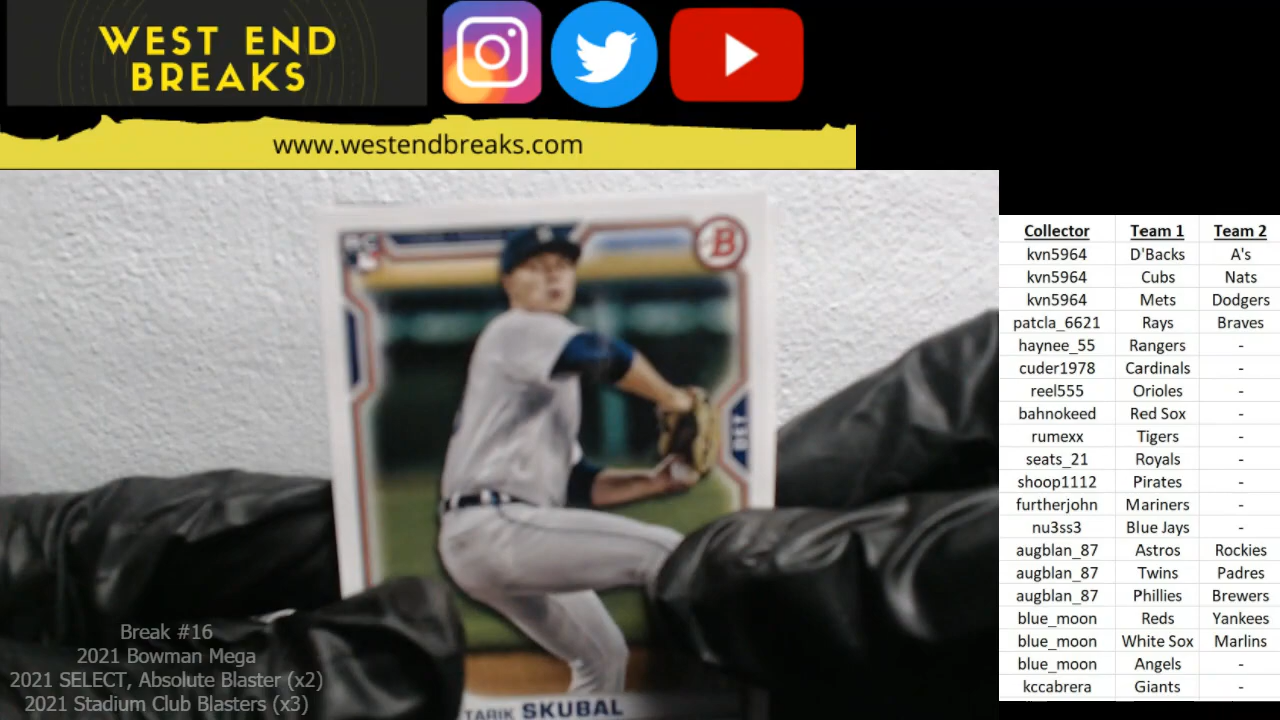 WEST END
BREAKS
www.westendbreaks.com
RC
B
DET
TARIK SKUBAL
Break #16
2021 Bowman Mega
2021 SELECT, Absolute Blaster (x2)
2021 Stadium Club Blasters (x3)
Collector Team 1 Team 2
kvn5964 D'Backs A's
kvn5964 Cubs Nats
kvn5964 Mets Dodgers
patcla_6621 Rays Braves
haynee_55 Rangers -
cuder1978 Cardinals -
reel555 Orioles -
bahnokeed Red Sox -
rumexx Tigers -
seats_21 Royals -
shoop1112 Pirates -
furtherjohn Mariners -
nu3ss3 Blue Jays -
augblan_87 Astros Rockies
augblan_87 Twins Padres
augblan_87 Phillies Brewers
blue_moon Reds Yankees
blue_moon White Sox Marlins
blue_moon Angels -
kccabrera Giants -